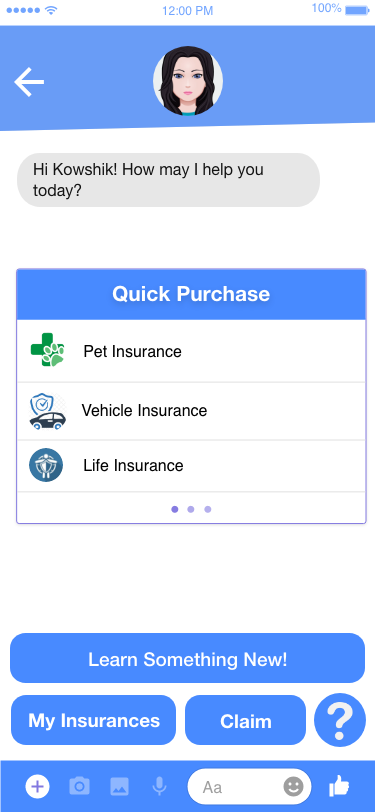 12:00 PM
100%
Hi Kowshik! How may I help you
today?
Quick Purchase
Pet Insurance
Vehicle Insurance
Life Insurance
Learn Something New!
My Insurances
Claim
?
Aa